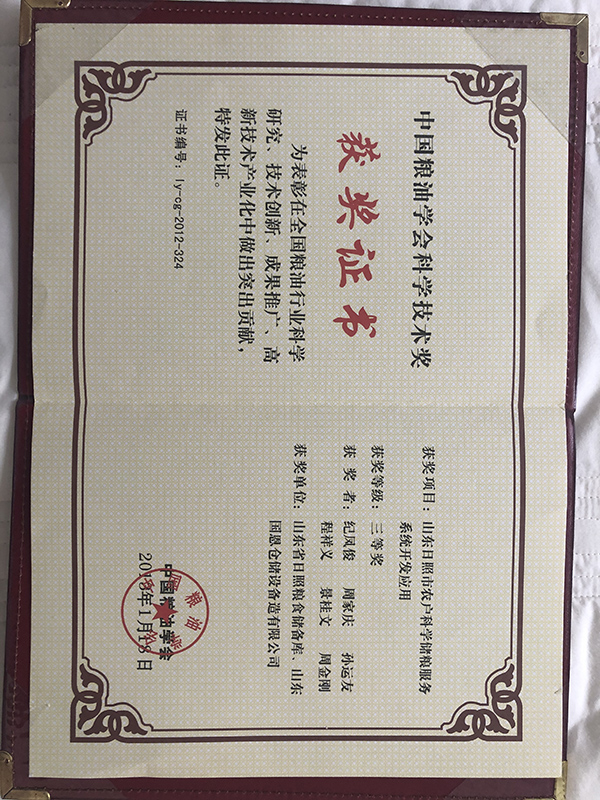 中国粮油学会科学技术奖
获奖证书
为表彰在全国粮油行业科学
研究、技术创新、成果推广、高
新技术产业化中做出突出贡献，
特发此证。
证书编号：ly-cg-2012-324
获奖项目：山东日照市农户科学储粮服务
系统开发应用
获奖等级：三等奖
获 奖 者：纪凤俊 周家庆 孙运友
程祥义 景桂文 周金刚
获奖单位：山东省日照粮食储备库、山东
国恩仓储设备造有限公司
中国粮油学会
年1月18日